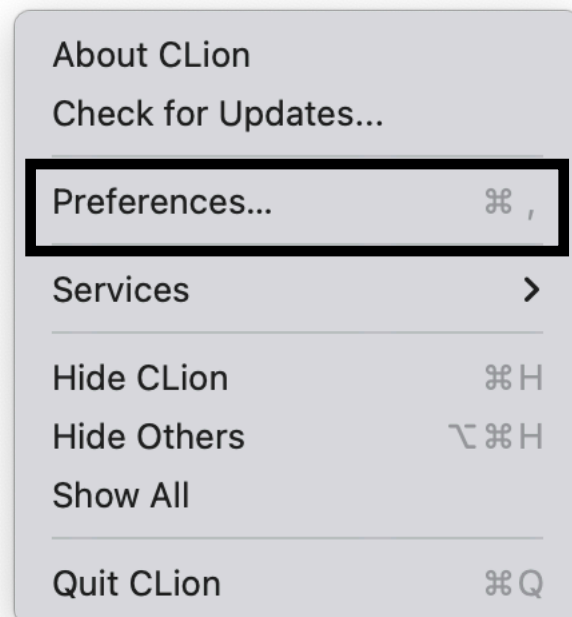 About CLion
Check for Updates...
Preferences... ⌘ ,
Services
Hide CLion ⌘H
Hide Others ⌥⌘H
Show All
Quit CLion ⌘Q